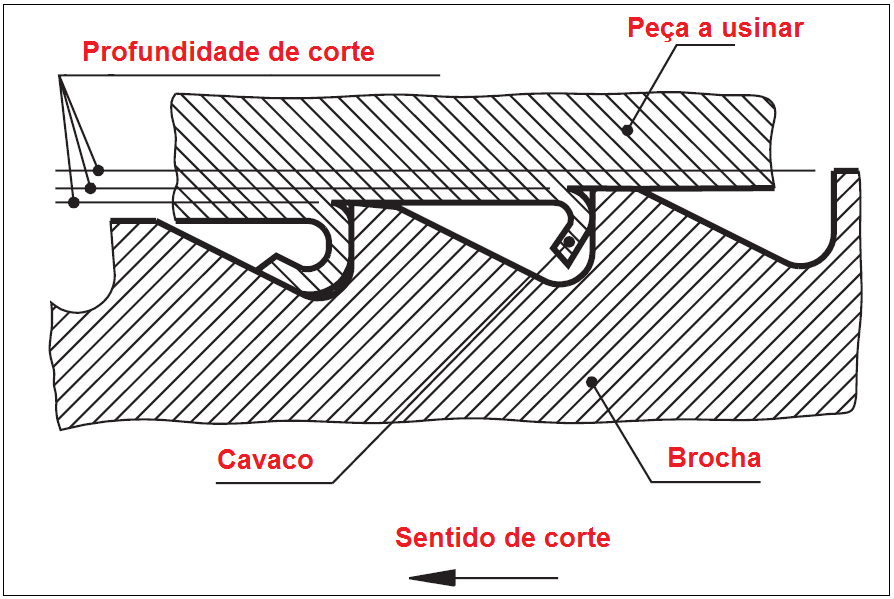 Profundidade de corte
Peça a usinar
Cavaco
Brocha
Sentido de corte